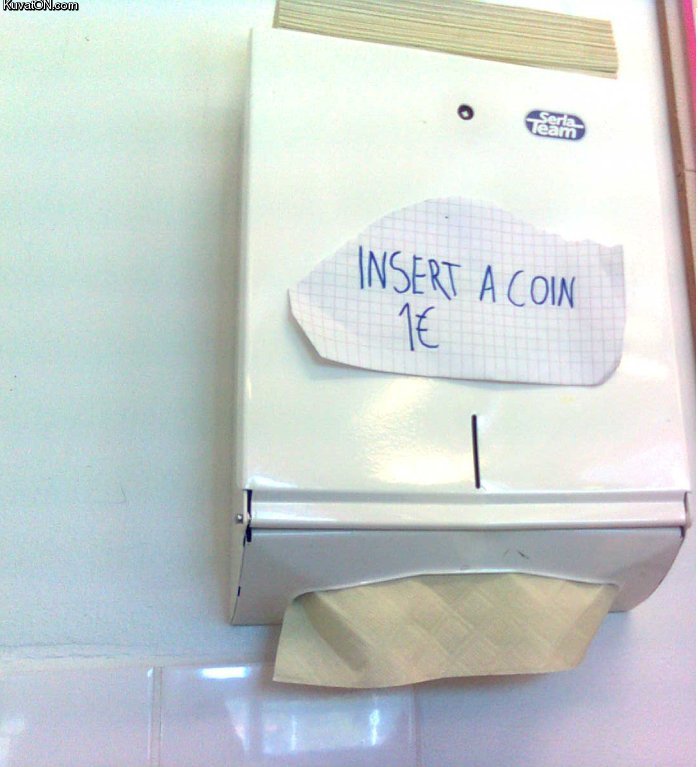 KuvatON.com
Serla
Team
INSERT A COIN
1€